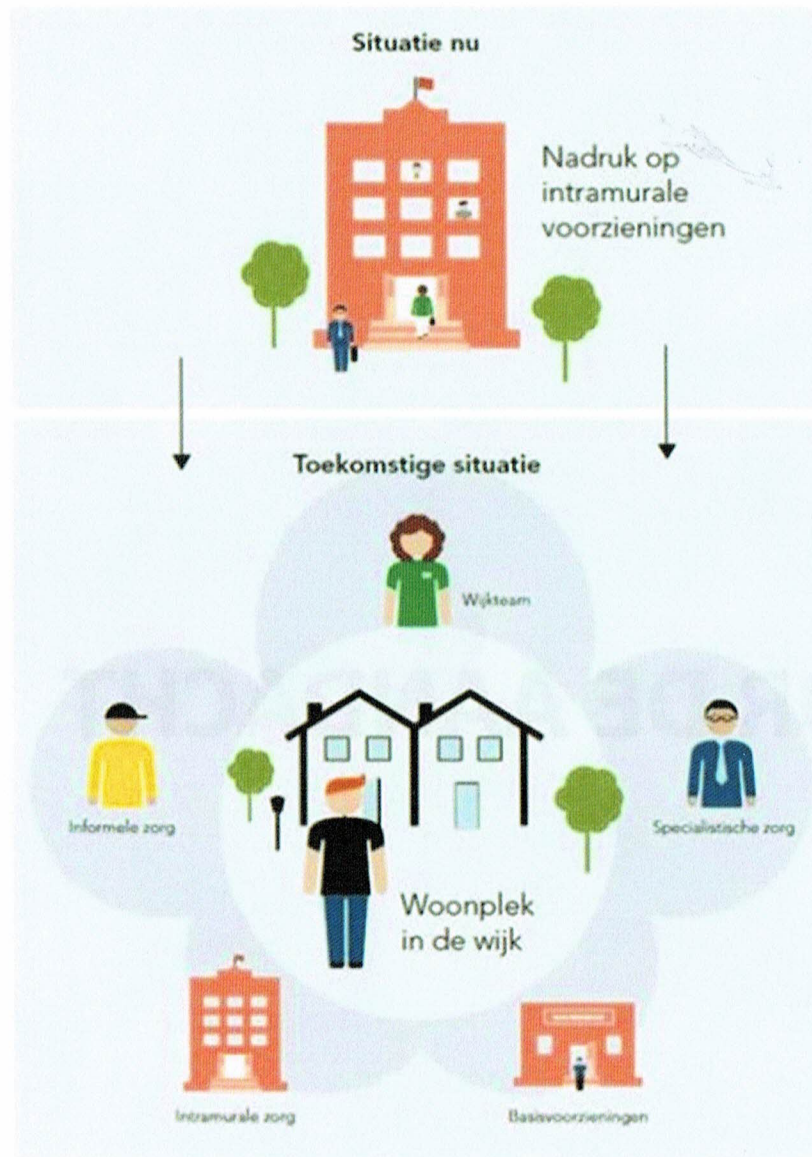 Situatie nu
Nadruk op
intramurale
voorzieningen
Toekomstige situatie
Wijkteam
Informele zorg
Specialistische zorg
Woonplek
in de wijk
Intramurale zorg
Basisvoorzieningen